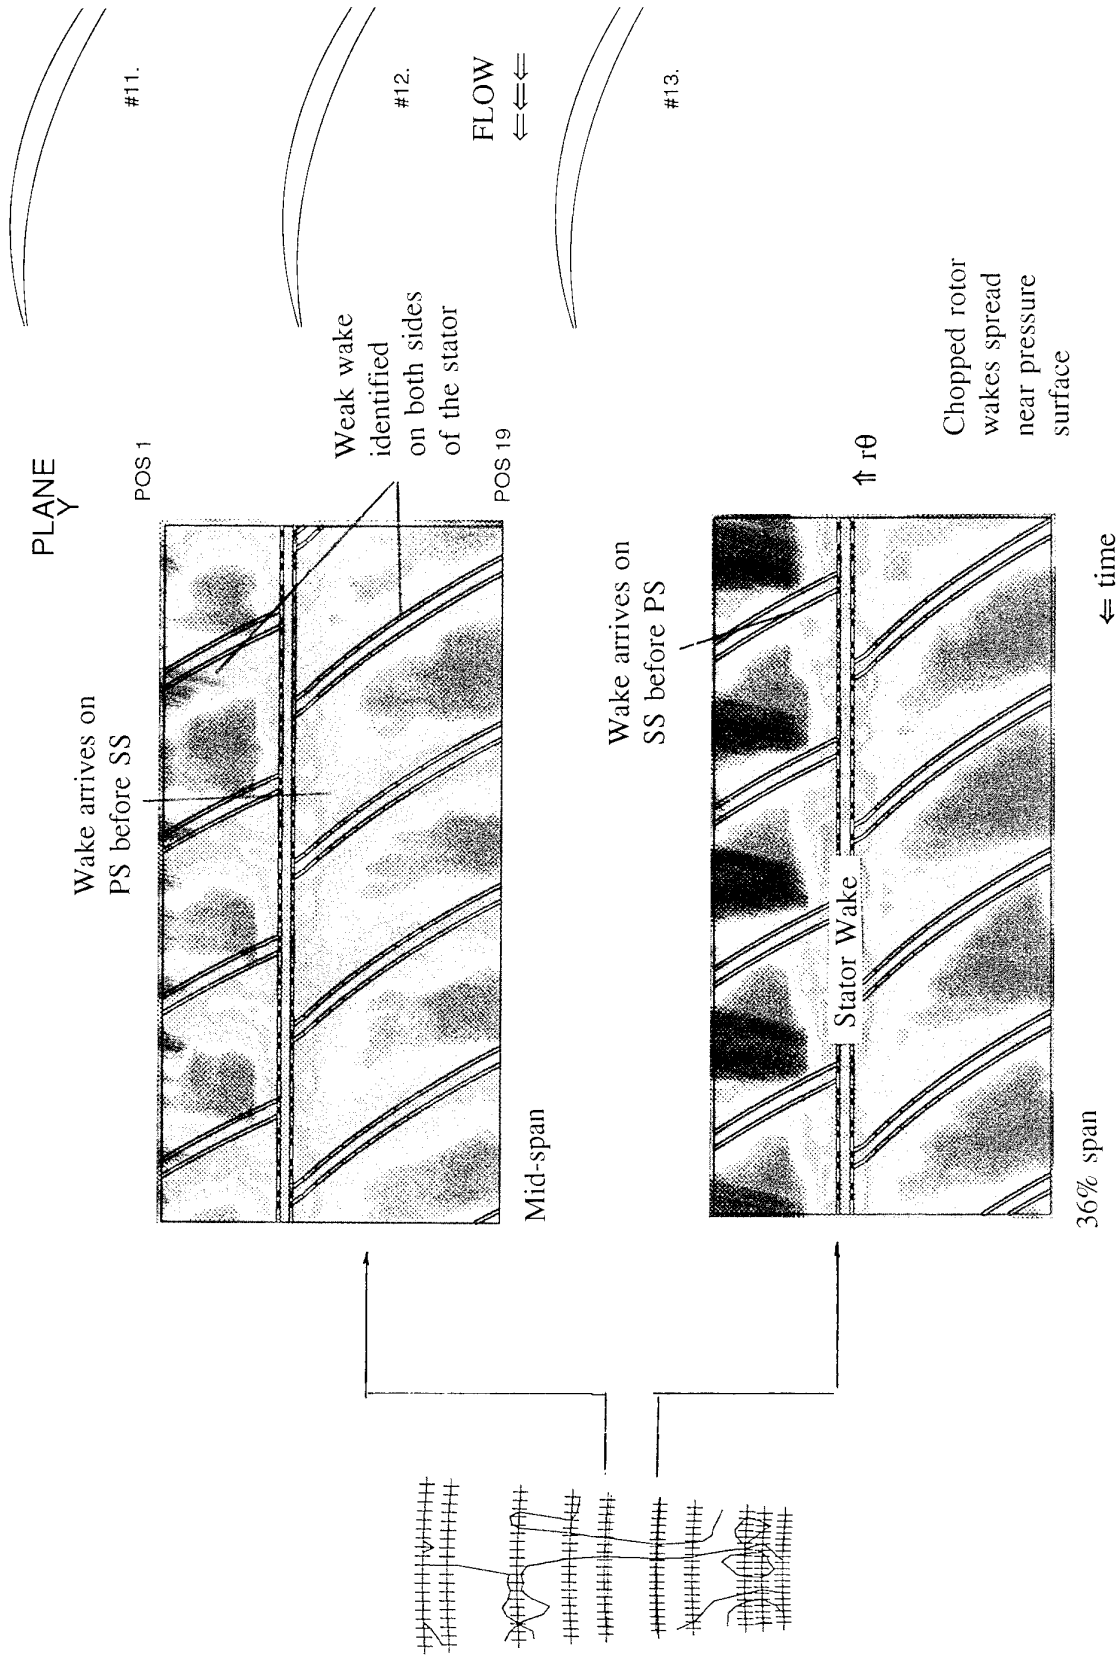 PLANE
Y
POS 1
#11.
Wake arrives on
PS before SS
Weak wake
identified
on both sides
of the stator
#12.
POS 19
FLOW
⇐⇐⇐
Mid-span
#13.
Wake arrives on
SS before PS
Stator Wake
⇑ rθ
Chopped rotor
wakes spread
near pressure
surface
36% span
⇐ time